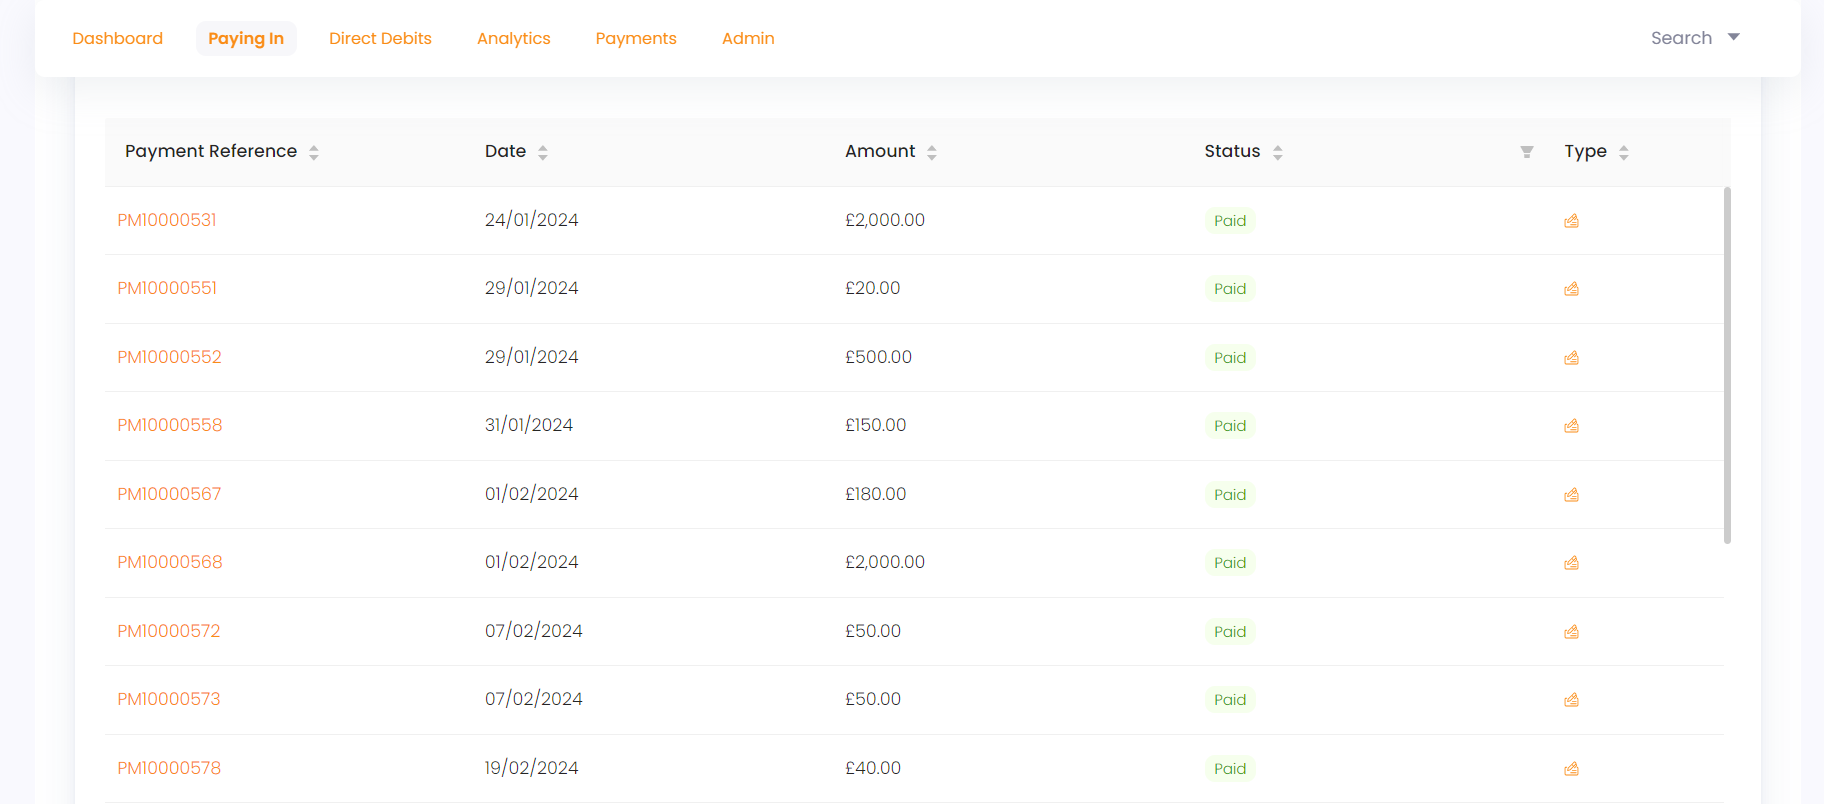 Dashboard Paying In Direct Debits Analytics Payments Admin Search
Payment Reference Date Amount Status Type
PM10000531 24/01/2024 £2,000.00 Paid
PM10000551 29/01/2024 £20.00 Paid
PM10000552 29/01/2024 £500.00 Paid
PM10000558 31/01/2024 £150.00 Paid
PM10000567 01/02/2024 £180.00 Paid
PM10000568 01/02/2024 £2,000.00 Paid
PM10000572 07/02/2024 £50.00 Paid
PM10000573 07/02/2024 £50.00 Paid
PM10000578 19/02/2024 £40.00 Paid